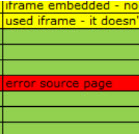 iframe embedded - no
used iframe - it doesn'
error source page